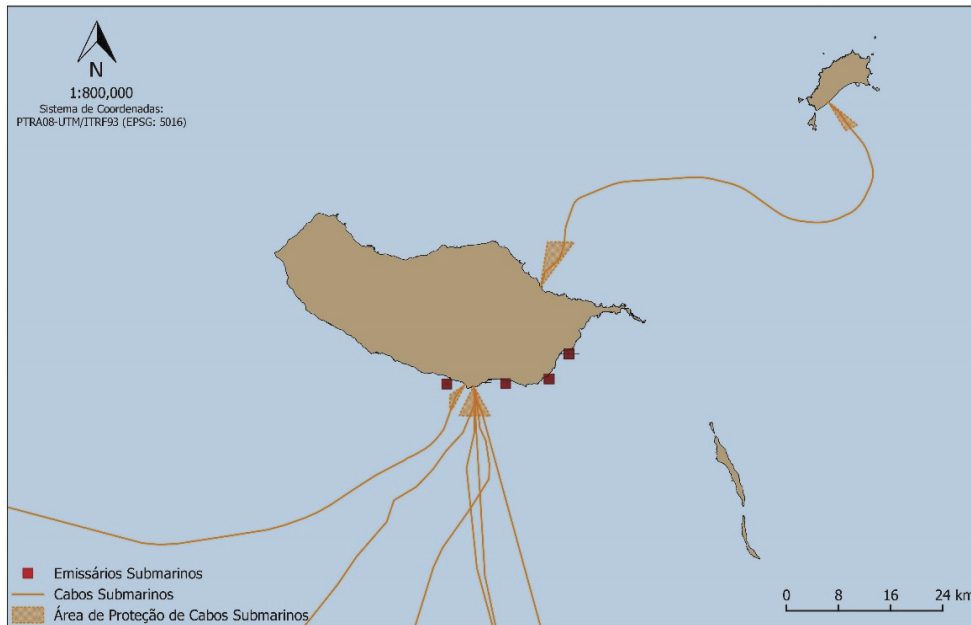 N
1:800,000
Sistema de Coordenadas:
PTRA08-UTM/ITRF93 (EPSG: 5016)
Emissários Submarinos
Cabos Submarinos
Área de Proteção de Cabos Submarinos
0 8 16 24 km